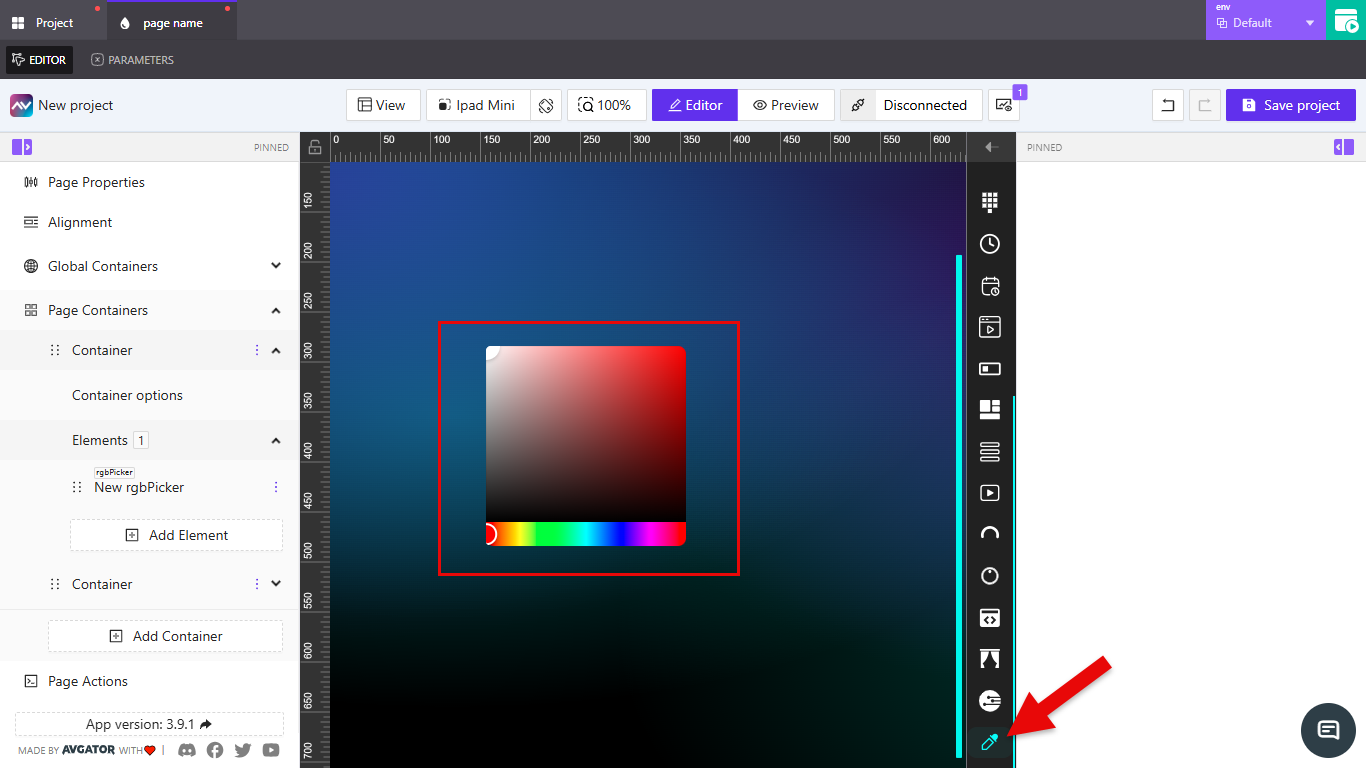 Project
page name
env
Default
EDITOR
PARAMETERS
New project
View
Ipad Mini
100%
Editor
Preview
Disconnected
1
Save project
PINNED
0 50 100 150 200 250 300 350 400 450 500 550 600
PINNED
Page Properties
Alignment
Global Containers
Page Containers
Container
Container options
Elements 1
rgbPicker
New rgbPicker
Add Element
Container
Add Container
Page Actions
App version: 3.9.1
MADE BY AVGATOR WITH |
150
200
250
300
350
400
450
500
550
600
650
700